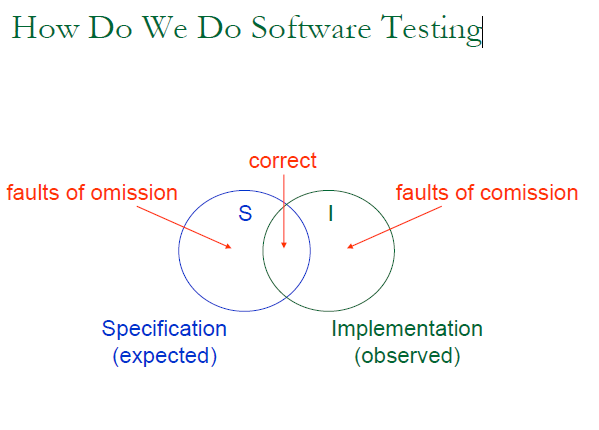 How Do We Do Software Testing
correct
faults of omission
faults of comission
S
I
Specification
(expected)
Implementation
(observed)